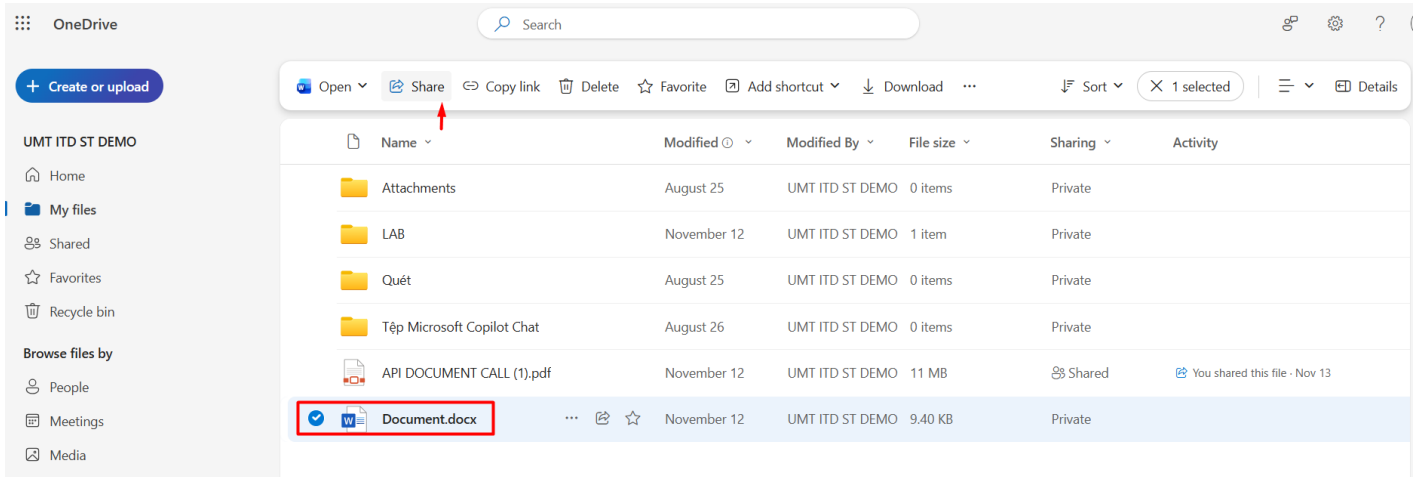 OneDrive
Search
?
Create or upload
Open Share Copy link Delete Favorite Add shortcut Download ... Sort 1 selected Details
UMT ITD ST DEMO
Home
My files
Shared
Favorites
Recycle bin
Browse files by
People
Meetings
Media
Name Modified Modified By File size Sharing Activity
Attachments August 25 UMT ITD ST DEMO 0 items Private
LAB November 12 UMT ITD ST DEMO 1 item Private
Quét August 25 UMT ITD ST DEMO 0 items Private
Tệp Microsoft Copilot Chat August 26 UMT ITD ST DEMO 0 items Private
API DOCUMENT CALL (1).pdf November 12 UMT ITD ST DEMO 11 MB Shared You shared this file · Nov 13
W Document.docx ... November 12 UMT ITD ST DEMO 9.40 KB Private